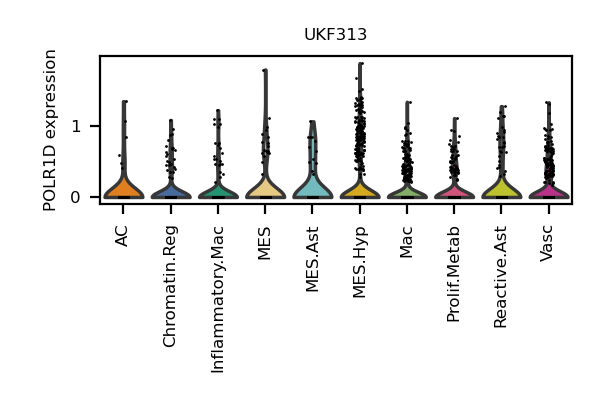 UKF313
POLR1D expression
1
0
AC
Chromatin.Reg
Inflammatory.Mac
MES
MES.Ast
MES.Hyp
Mac
Prolif.Metab
Reactive.Ast
Vasc